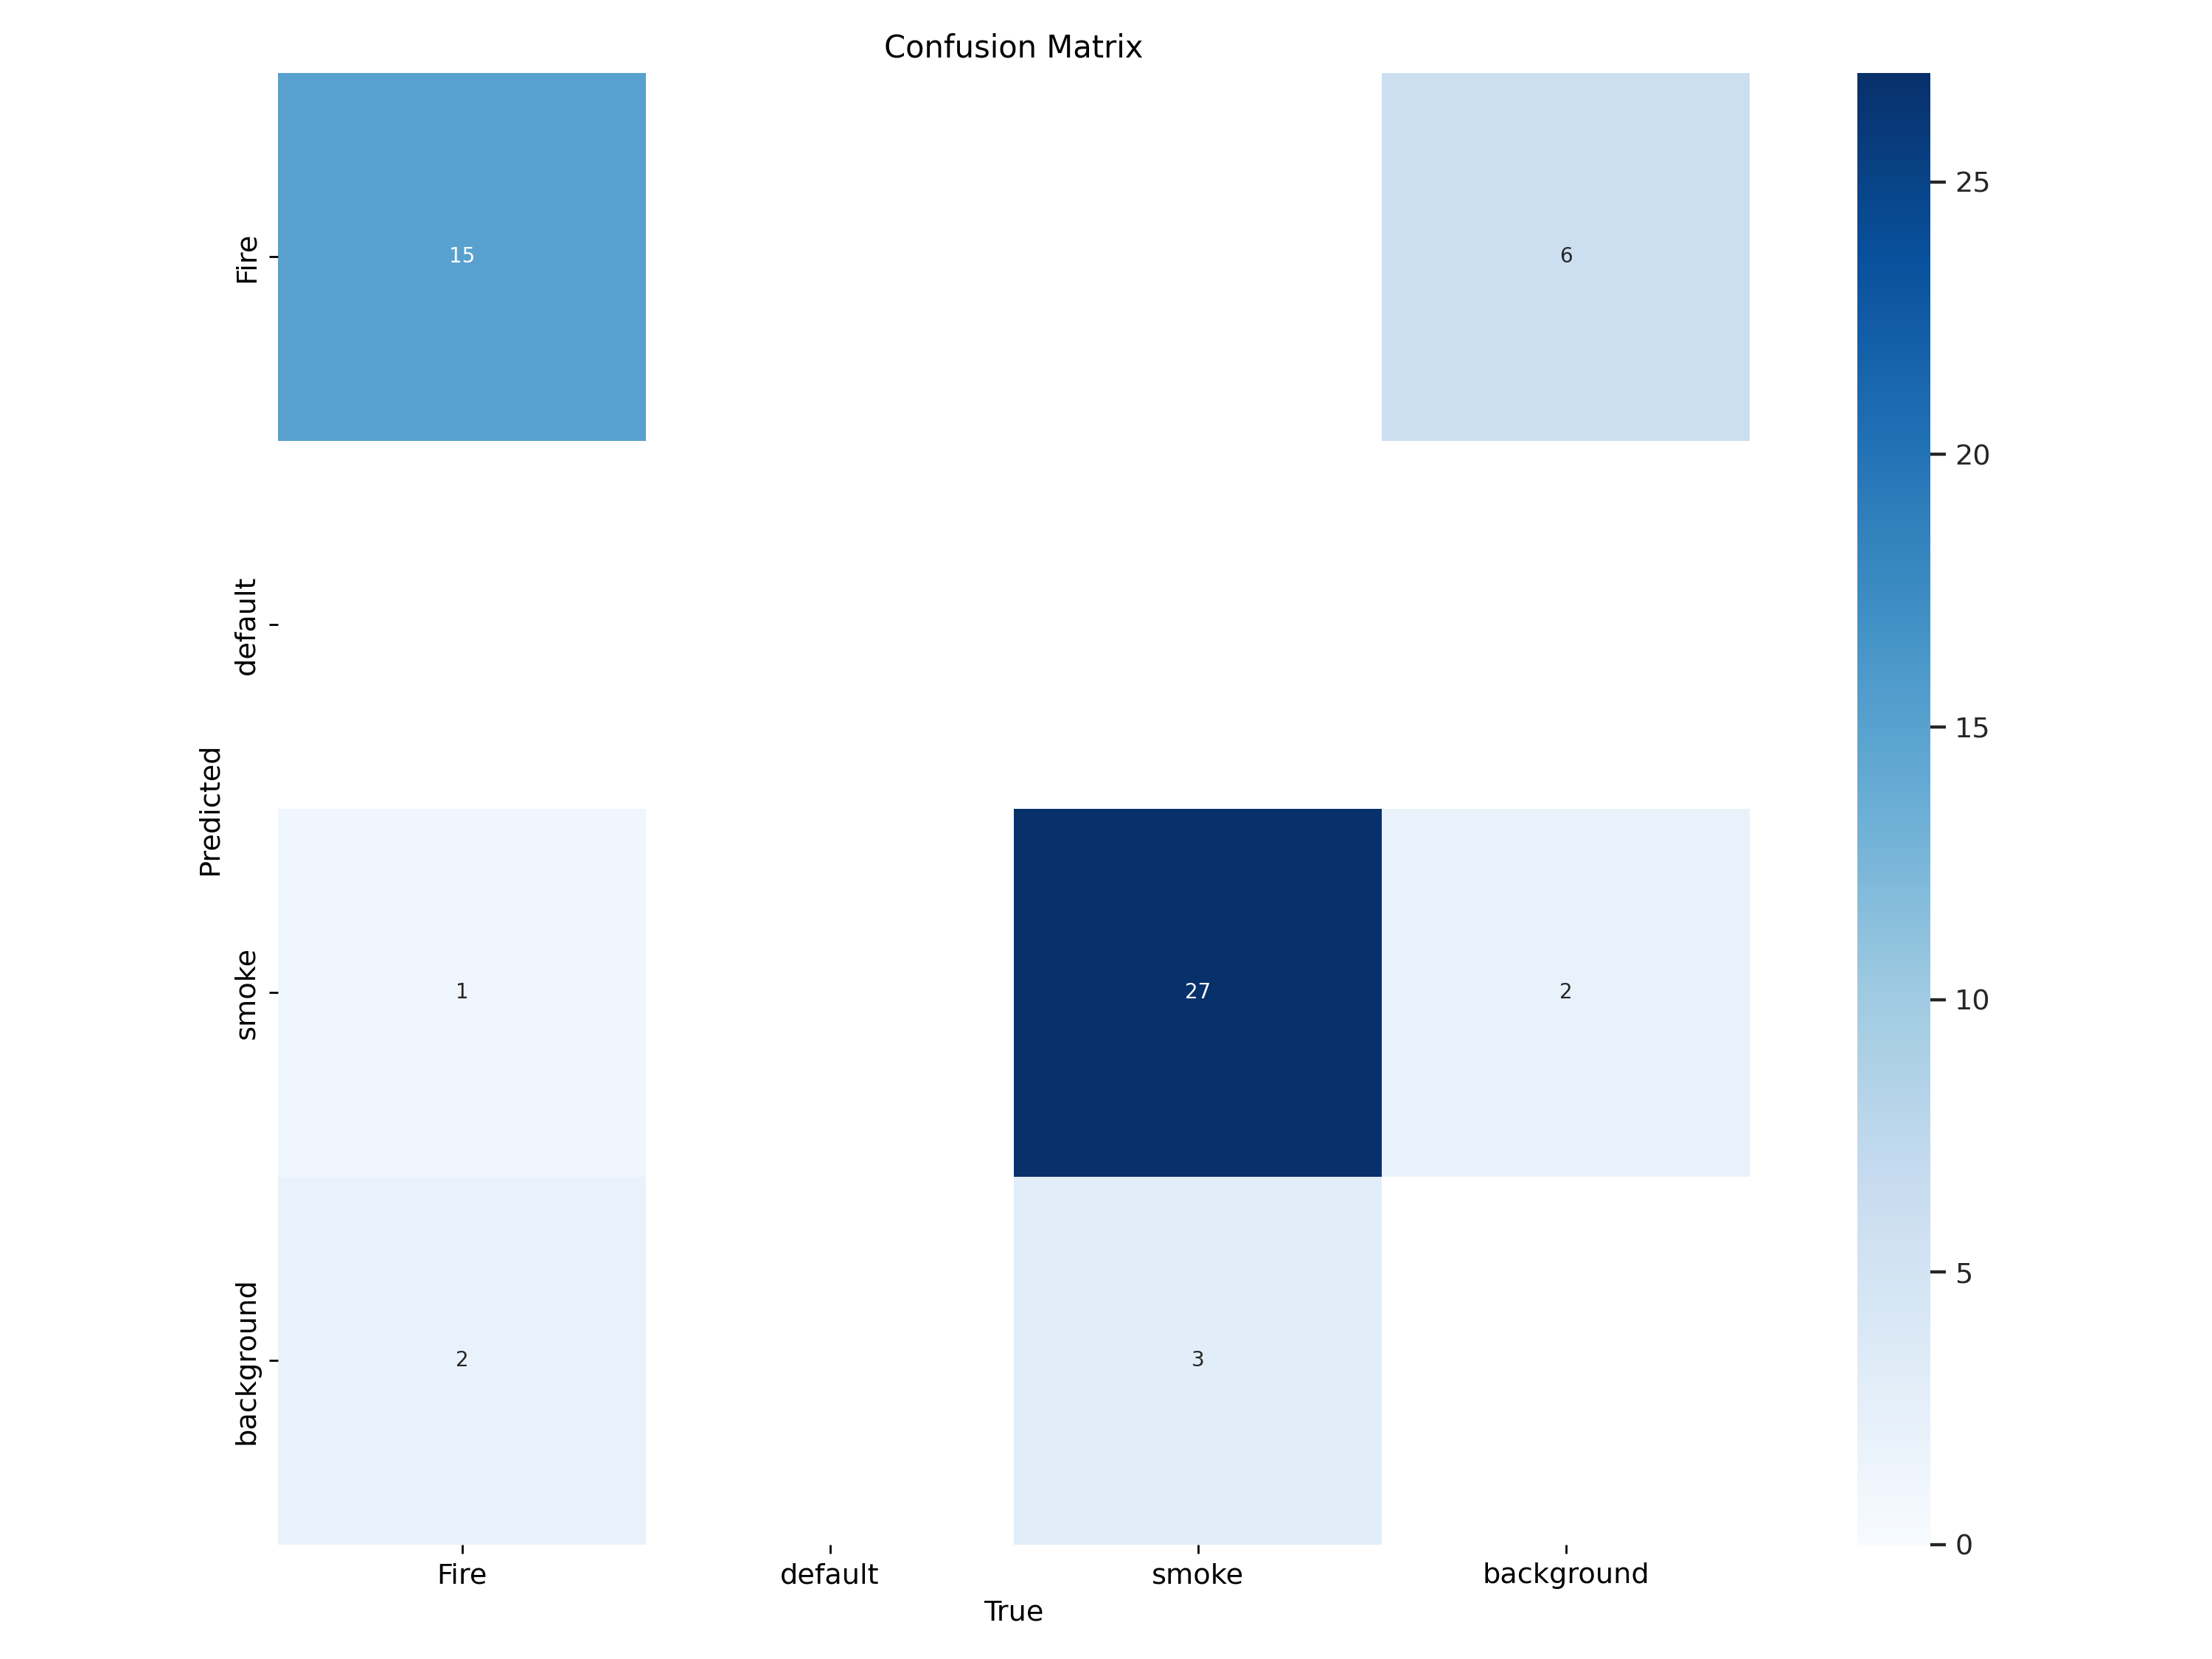 Confusion Matrix
Fire
15
6
25
20
default
15
Predicted
smoke
1
27
2
10
background
2
3
5
0
Fire
default
smoke
background
True